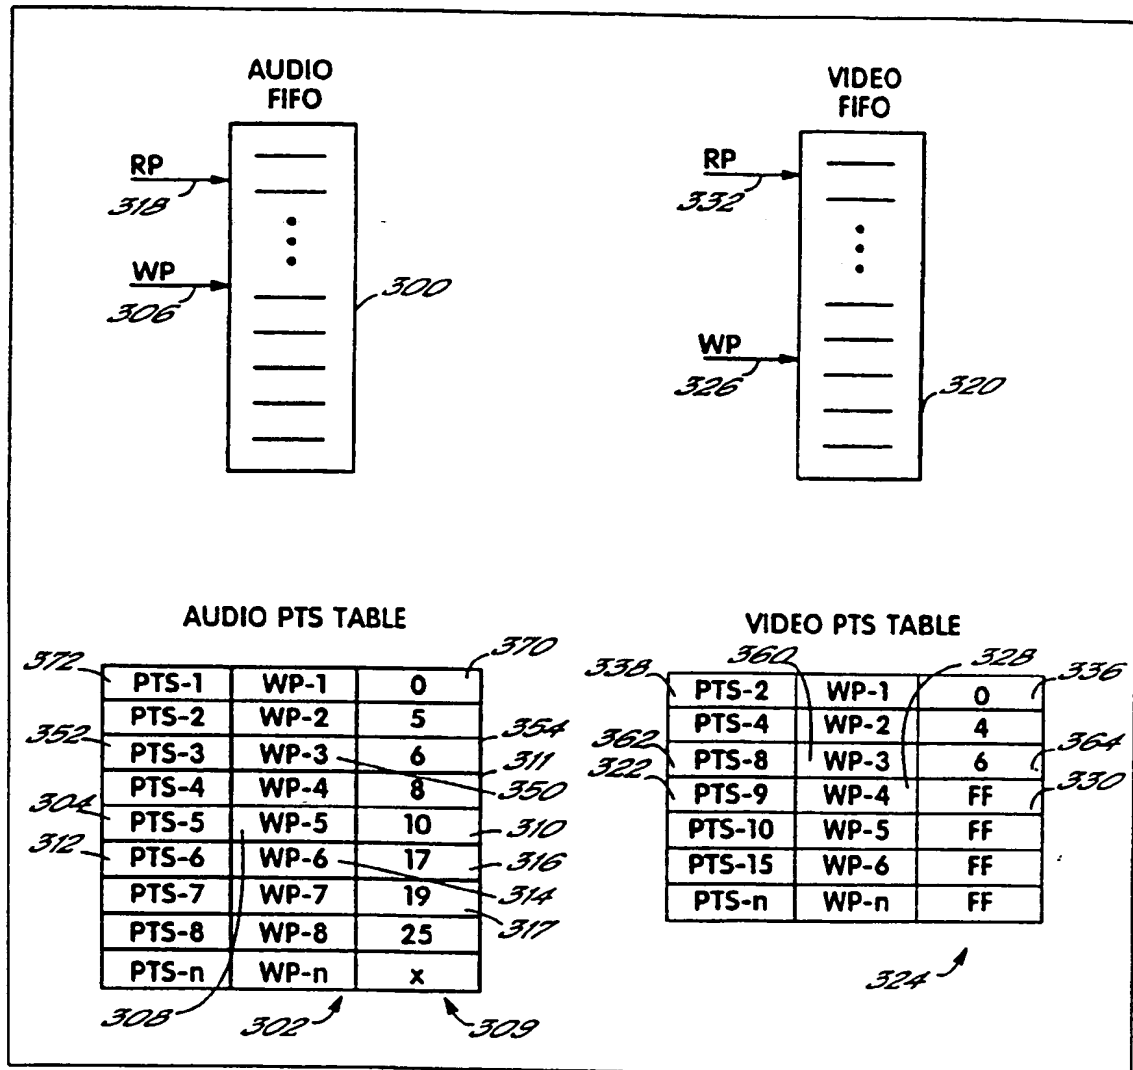 AUDIO
FIFO
RP
318
WP
306
300
VIDEO
FIFO
RP
332
WP
326
320
AUDIO PTS TABLE
372 PTS-1 WP-1 0 370
PTS-2 WP-2 5
352 PTS-3 WP-3 6 354
311
PTS-4 WP-4 8 350
304 PTS-5 WP-5 10 310
312 PTS-6 WP-6 17 316
314
PTS-7 WP-7 19
317
PTS-8 WP-8 25
PTS-n WP-n x
308 302 309
VIDEO PTS TABLE
338 360 328 336
PTS-2 WP-1 0
PTS-4 WP-2 4
362 PTS-8 WP-3 6 364
322 PTS-9 WP-4 FF 330
PTS-10 WP-5 FF
PTS-15 WP-6 FF
PTS-n WP-n FF
324